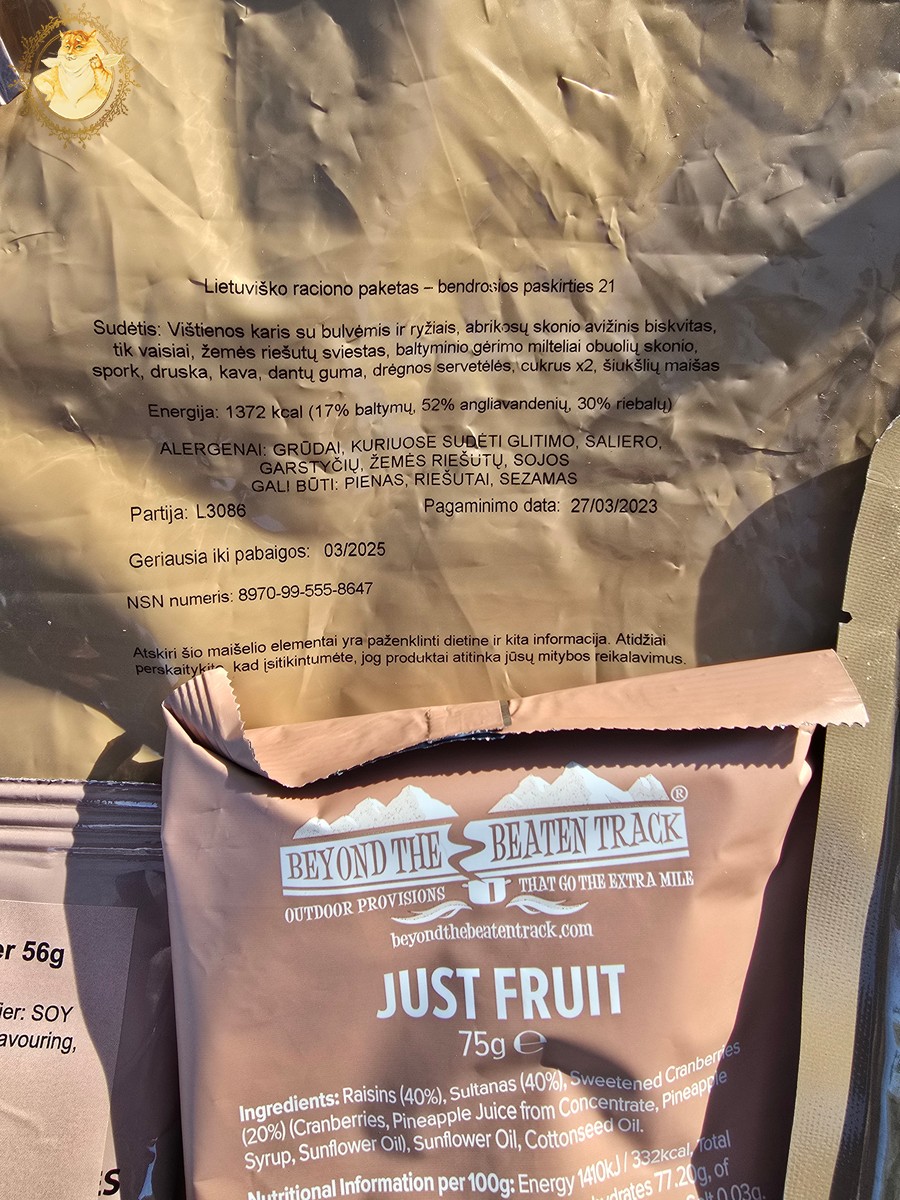 Lietuviško raciono paketas – bendrosios paskirties 21
Sudėtis: Vištienos karis su bulvėmis ir ryžiais, abrikosų skonio avižinis biskvitas,
tik vaisiai, žemės riešutų sviestas, baltyminio gėrimo milteliai obuolių skonio,
spork, druska, kava, dantų guma, drėgnos servetėlės, cukrus x2, šiukšlių maišas
Energija: 1372 kcal (17% baltymų, 52% angliavandenių, 30% riebalų)
ALERGENAI: GRŪDAI, KURIUOSE SUDĖTI GLITIMO, SALIERO,
GARSTYČIŲ, ŽEMĖS RIEŠUTŲ, SOJOS
GALI BŪTI: PIENAS, RIEŠUTAI, SEZAMAS
Partija: L3086 Pagaminimo data: 27/03/2023
Geriausia iki pabaigos: 03/2025
NSN numeris: 8970-99-555-8647
Atskiri šio maišelio elementai yra paženklinti dietine ir kita informacija. Atidžiai
perskaitykite, kad įsitikintumėte, jog produktai atitinka jūsų mitybos reikalavimus.
BEYOND THE BEATEN TRACK ®
OUTDOOR PROVISIONS THAT GO THE EXTRA MILE
beyondthebeatentrack.com
JUST FRUIT
75g ℮
Ingredients: Raisins (40%), Sultanas (40%), Sweetened Cranberries
(20%) (Cranberries, Pineapple Juice from Concentrate, Pineapple
Syrup, Sunflower Oil), Sunflower Oil, Cottonseed Oil.
Nutritional Information per 100g: Energy 1410kJ / 332kcal, Total
77.20g, of
0.03g
56g
SOY